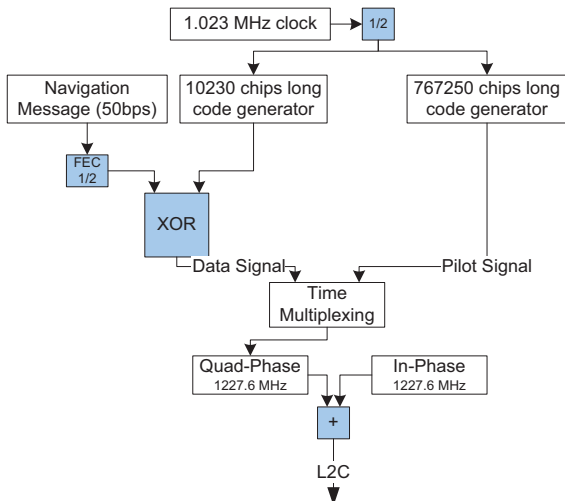 1.023 MHz clock
1/2
Navigation
Message (50bps)
10230 chips long
code generator
767250 chips long
code generator
FEC
1/2
XOR
Data Signal
Pilot Signal
Time
Multiplexing
Quad-Phase
1227.6 MHz
In-Phase
1227.6 MHz
+
L2C